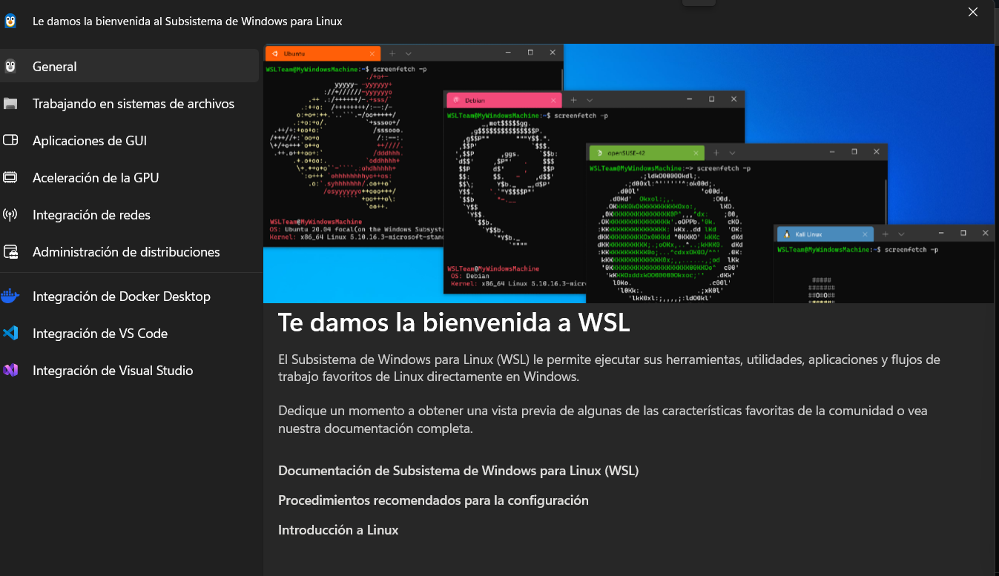 Le damos la bienvenida al Subsistema de Windows para Linux
General
Trabajando en sistemas de archivos
Aplicaciones de GUI
Aceleración de la GPU
Integración de redes
Administración de distribuciones
Integración de Docker Desktop
Integración de VS Code
Integración de Visual Studio
Ubuntu
WSLTeam@MyWindowsMachine:~$ screenfetch -p
WSLTeam@MyWindowsMachine
OS: Ubuntu 20.04 focal(on the Windows Subsyst
Kernel: x86_64 Linux 5.10.16.3-microsoft-stand
Debian
WSLTeam@MyWindowsMachine:~$ screenfetch -p
WSLTeam@MyWindowsMachine
OS: Debian
Kernel: x86_64 Linux 5.10.16.3-micro
openSUSE-42
WSLTeam@MyWindowsMachine:~> screenfetch -p
Kali Linux
WSLTeam@MyWindowsMachine:~$ screenfetch -p
Te damos la bienvenida a WSL
El Subsistema de Windows para Linux (WSL) le permite ejecutar sus herramientas, utilidades, aplicaciones y flujos de
trabajo favoritos de Linux directamente en Windows.
Dedique un momento a obtener una vista previa de algunas de las características favoritas de la comunidad o vea
nuestra documentación completa.
Documentación de Subsistema de Windows para Linux (WSL)
Procedimientos recomendados para la configuración
Introducción a Linux